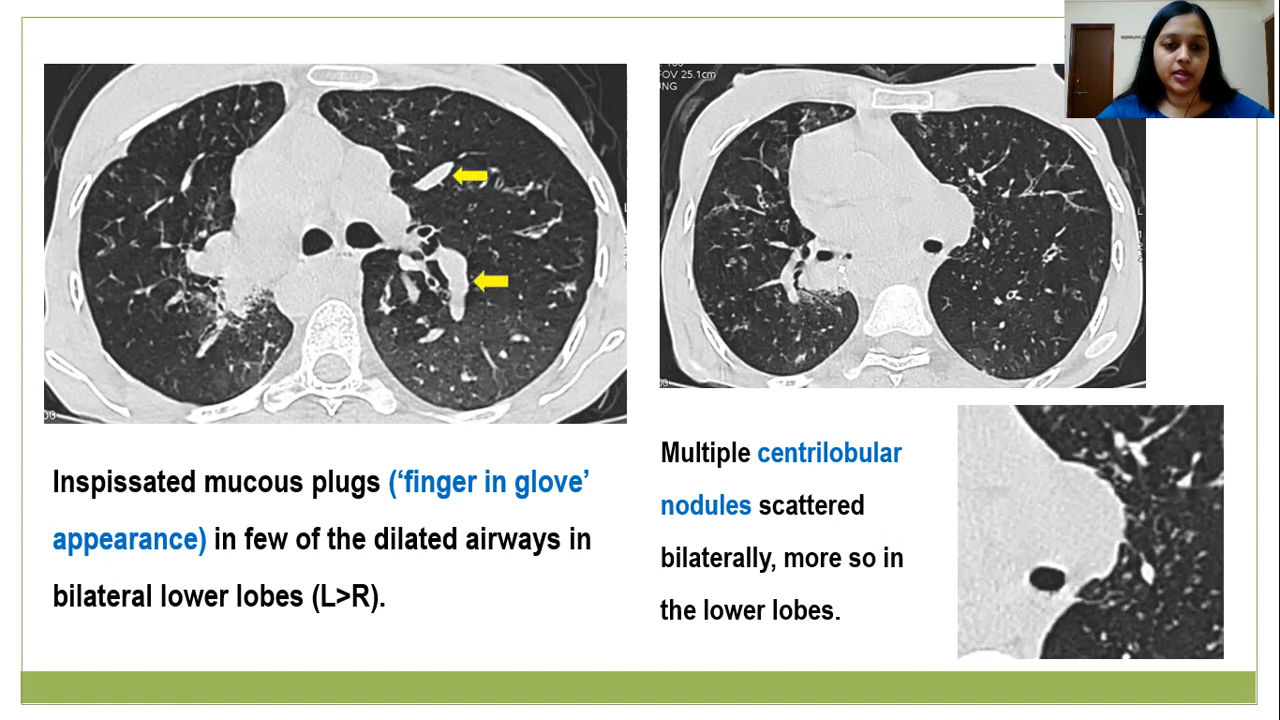 FOV 25.1cm
Inspissated mucous plugs (‘finger in glove’
appearance) in few of the dilated airways in
bilateral lower lobes (L>R).
Multiple centrilobular
nodules scattered
bilaterally, more so in
the lower lobes.